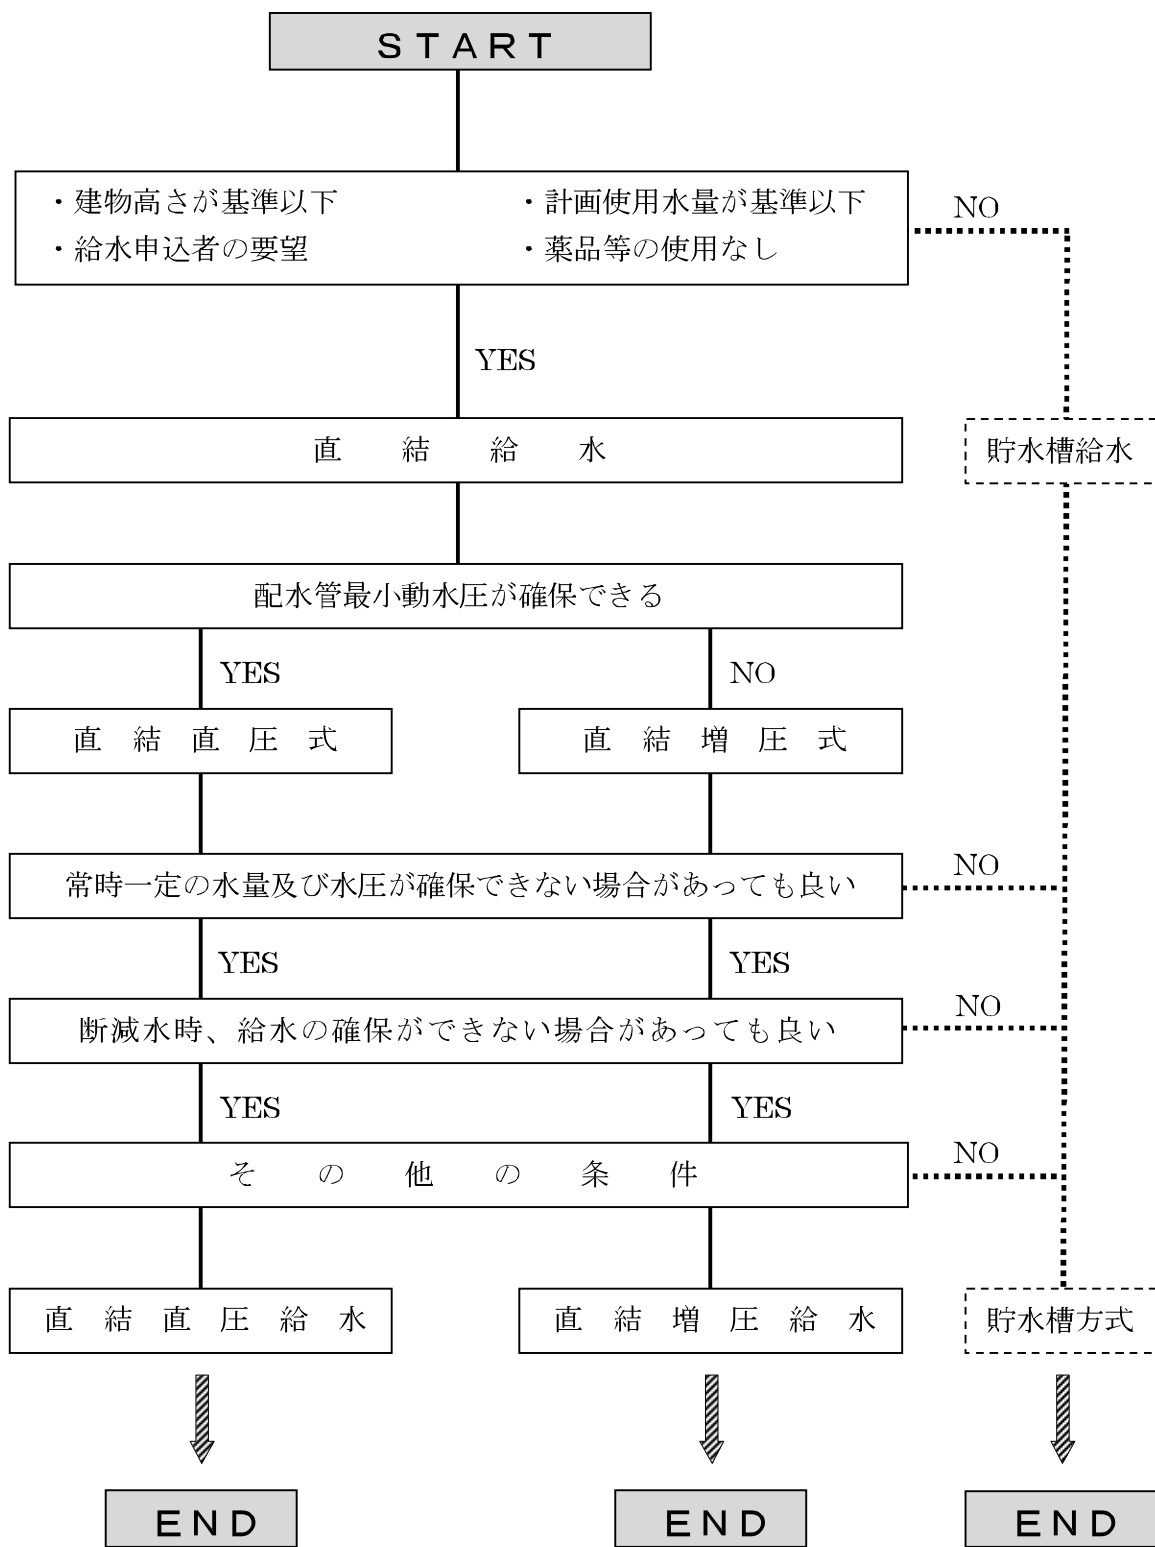 START
・建物高さが基準以下 ・計画使用水量が基準以下
・給水申込者の要望 ・薬品等の使用なし
NO
YES
直結給水
貯水槽給水
配水管最小動水圧が確保できる
YES NO
直結直圧式 直結増圧式
常時一定の水量及び水圧が確保できない場合があっても良い NO
YES YES
断減水時、給水の確保ができない場合があっても良い NO
YES YES
その他の条件 NO
直結直圧給水 直結増圧給水 貯水槽方式
END END END